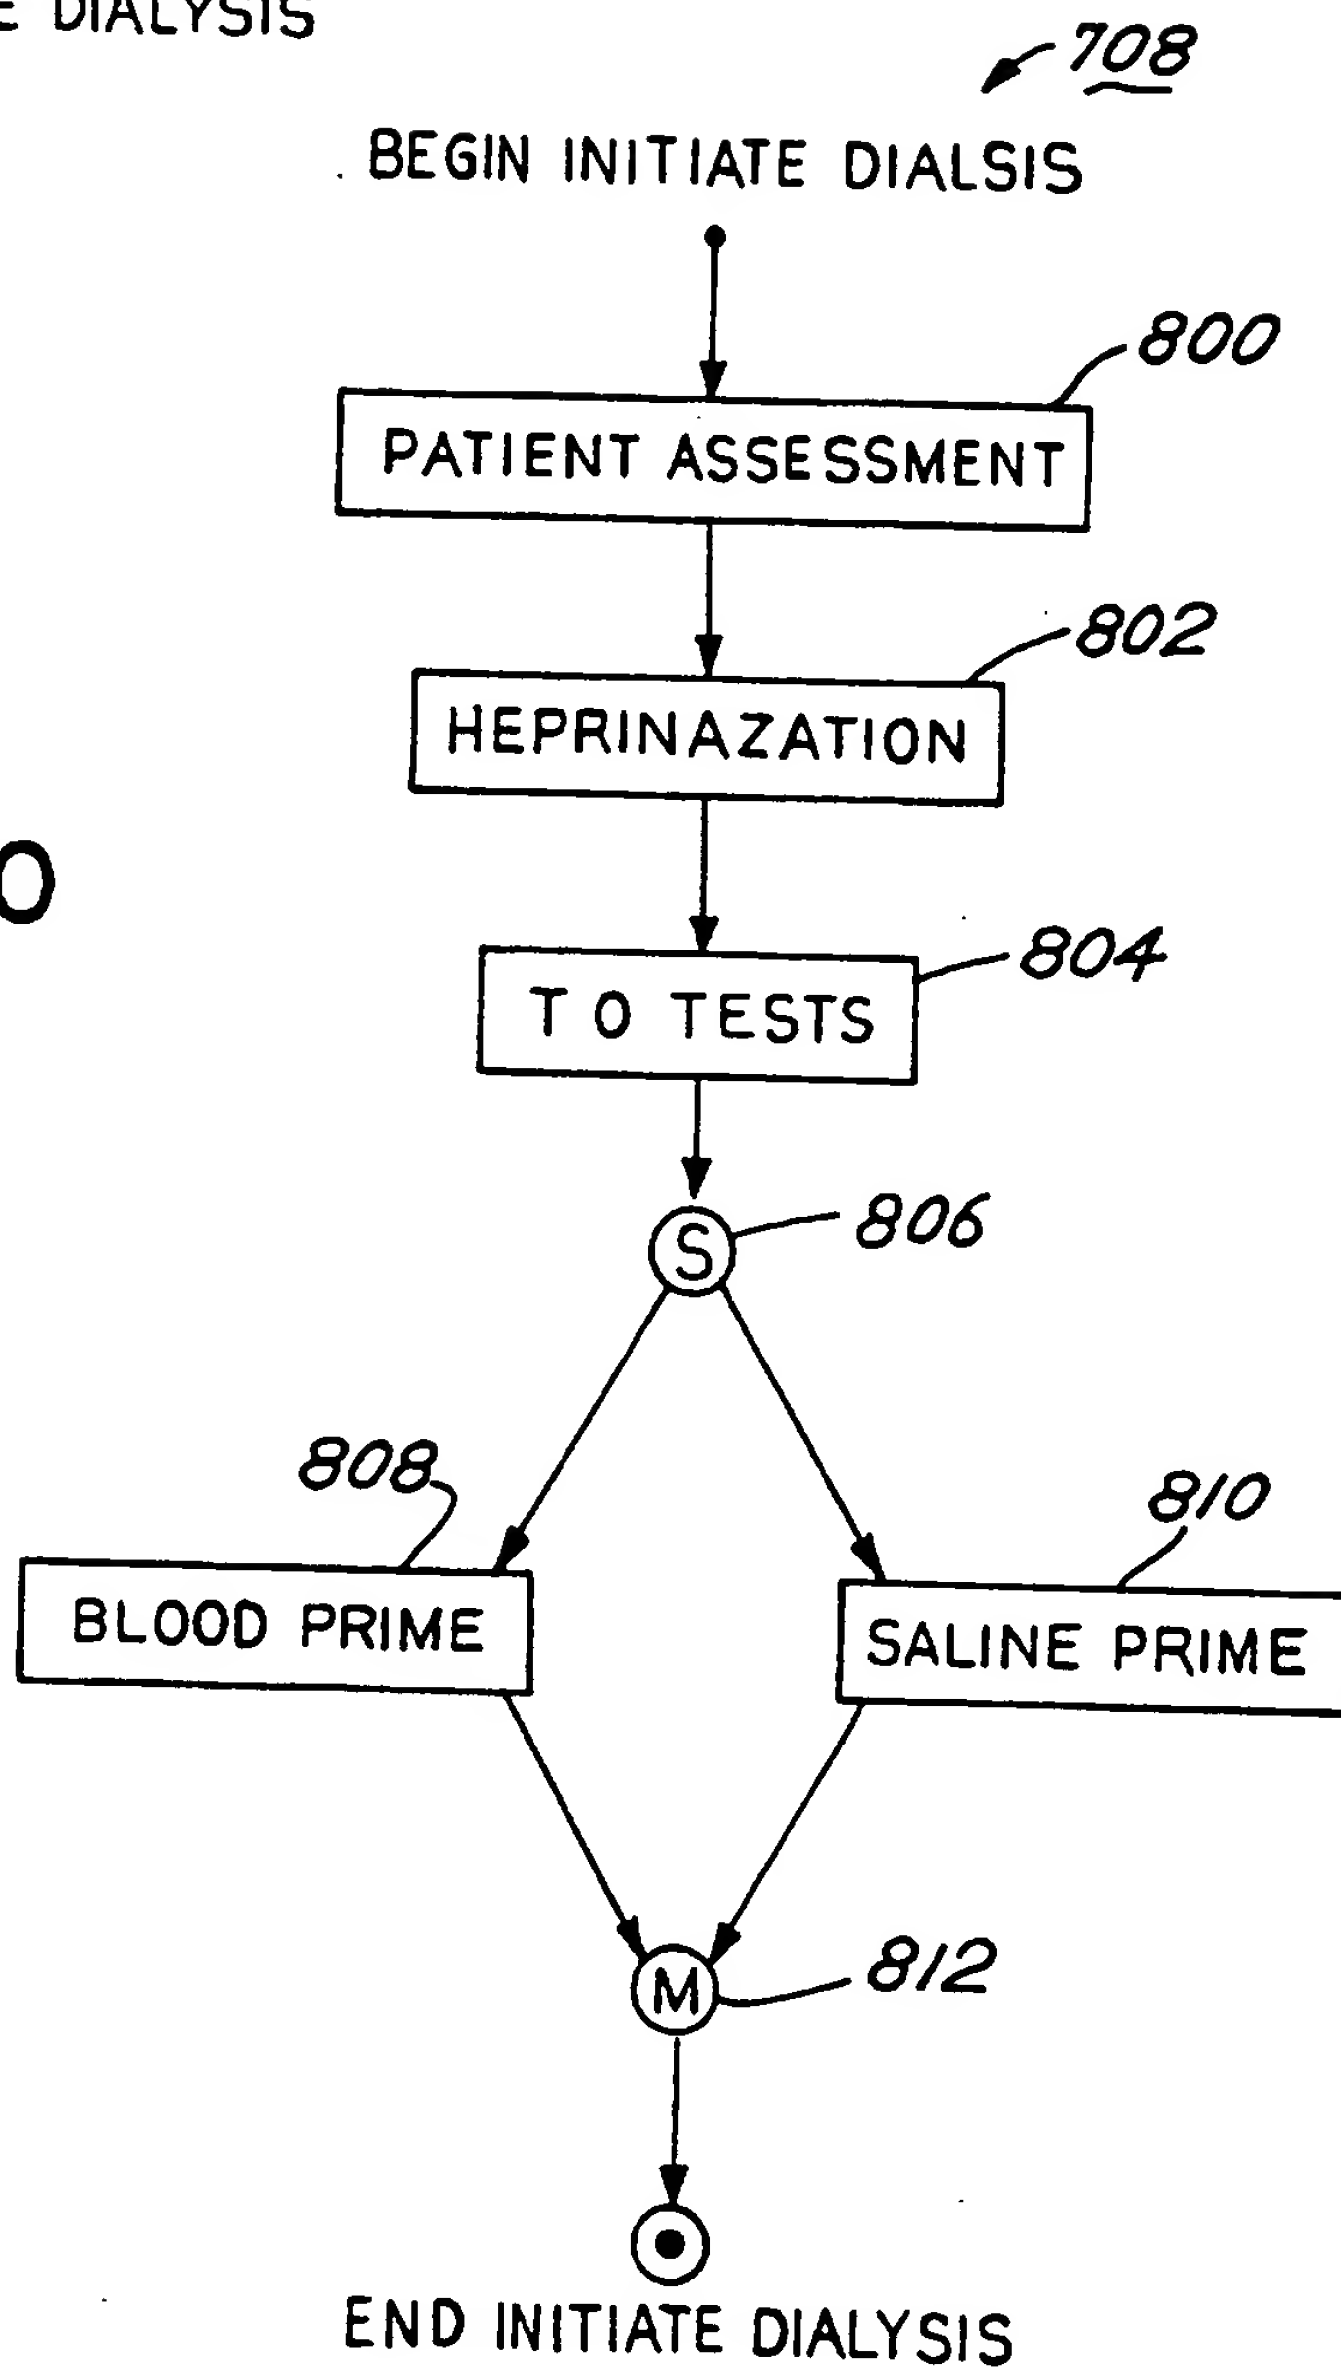 E DIALYSIS
708
BEGIN INITIATE DIALSIS
800
PATIENT ASSESSMENT
802
HEPRINAZATION
O
804
TO TESTS
806
S
808
810
BLOOD PRIME
SALINE PRIME
812
M
END INITIATE DIALYSIS